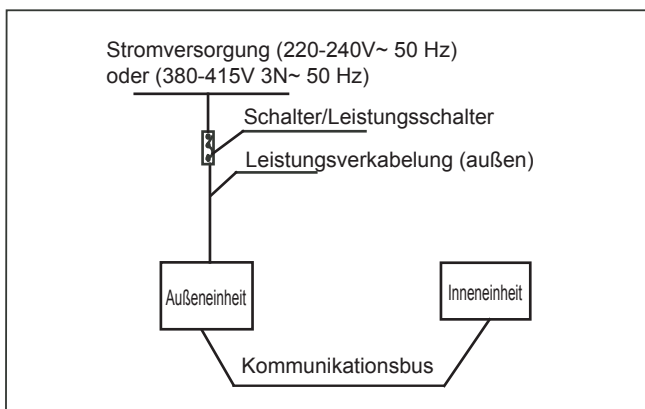 Stromversorgung (220-240V~ 50 Hz)
oder (380-415V 3N~ 50 Hz)
Schalter/Leistungsschalter
Leistungsverkabelung (außen)
Außeneinheit
Inneneinheit
Kommunikationsbus